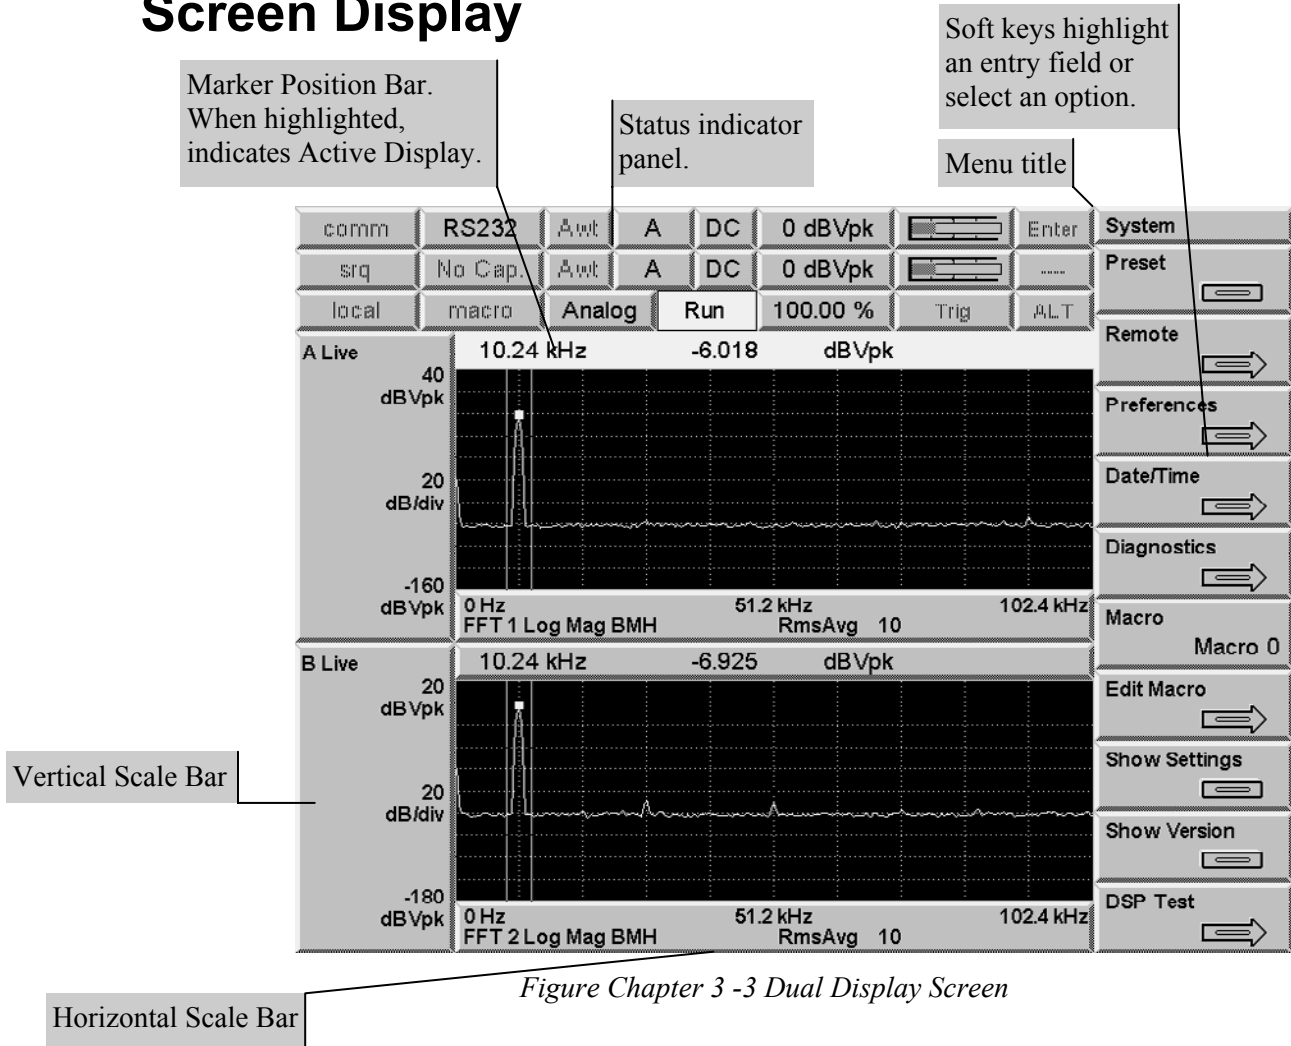 Screen Display
Soft keys highlight
an entry field or
select an option.
Marker Position Bar.
When highlighted,
indicates Active Display.
Status indicator
panel.
Menu title
comm RS232 Awt A DC 0 dBVpk Enter
srq No Cap. Awt A DC 0 dBVpk ----
local macro Analog Run 100.00 % Trig ALT
System
Preset
Remote
Preferences
Date/Time
Diagnostics
Macro
Macro 0
Edit Macro
Show Settings
Show Version
DSP Test
A Live
10.24 kHz -6.018 dBVpk
40
dBVpk
20
dB/div
-160
dBVpk
0 Hz 51.2 kHz 102.4 kHz
FFT 1 Log Mag BMH RmsAvg 10
B Live
10.24 kHz -6.925 dBVpk
20
dBVpk
20
dB/div
-180
dBVpk
0 Hz 51.2 kHz 102.4 kHz
FFT 2 Log Mag BMH RmsAvg 10
Vertical Scale Bar
Horizontal Scale Bar
Figure Chapter 3 -3 Dual Display Screen